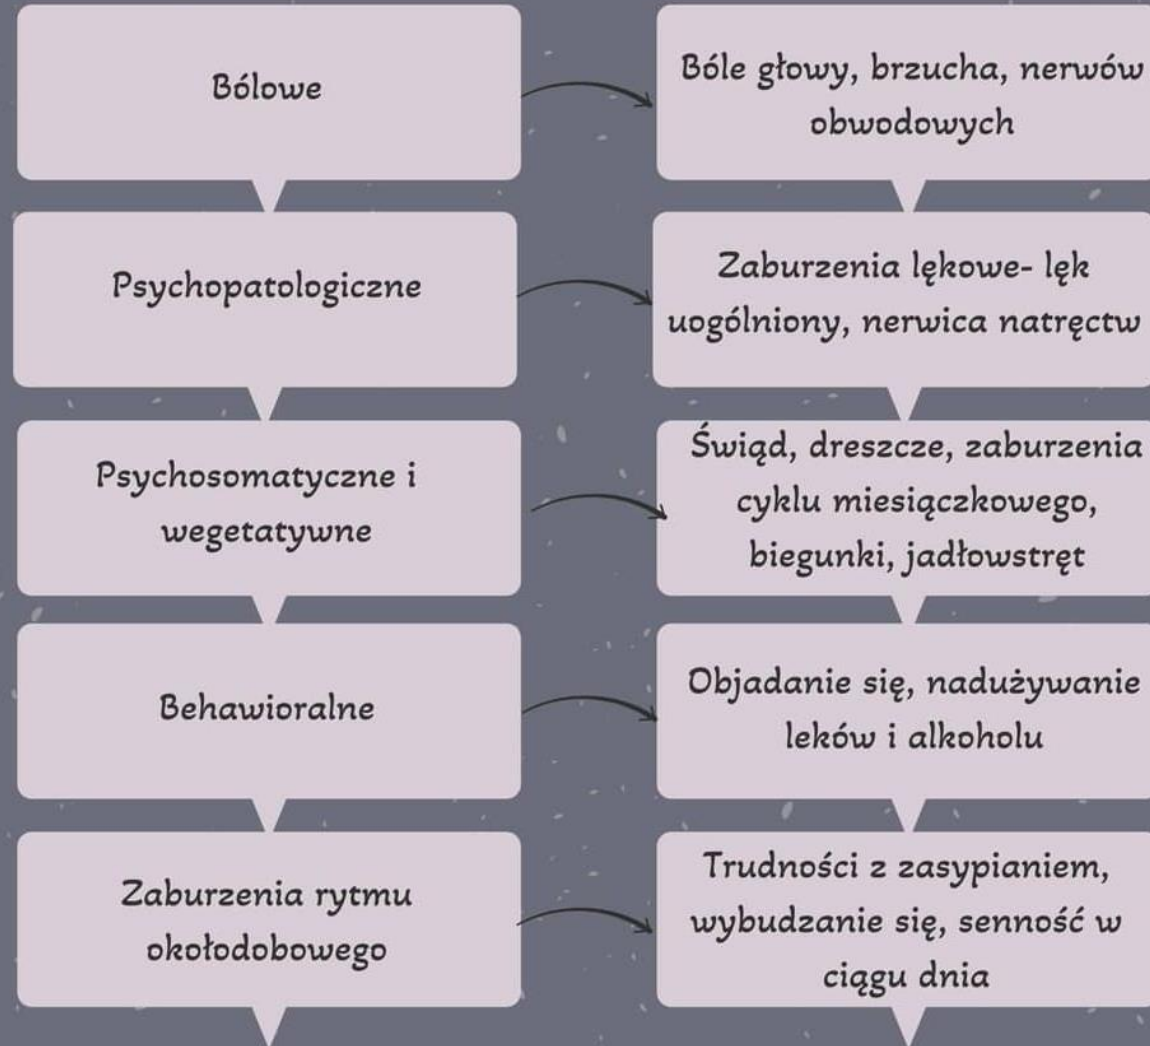 Bólowe
Bóle głowy, brzucha, nerwów
obwodowych
Psychopatologiczne
Zaburzenia lękowe- lęk
uogólniony, nerwica natręctw
Psychosomatyczne i
wegetatywne
Świąd, dreszcze, zaburzenia
cyklu miesiączkowego,
biegunki, jadłowstręt
Behawioralne
Objadanie się, nadużywanie
leków i alkoholu
Zaburzenia rytmu
okołodobowego
Trudności z zasypianiem,
wybudzanie się, senność w
ciągu dnia